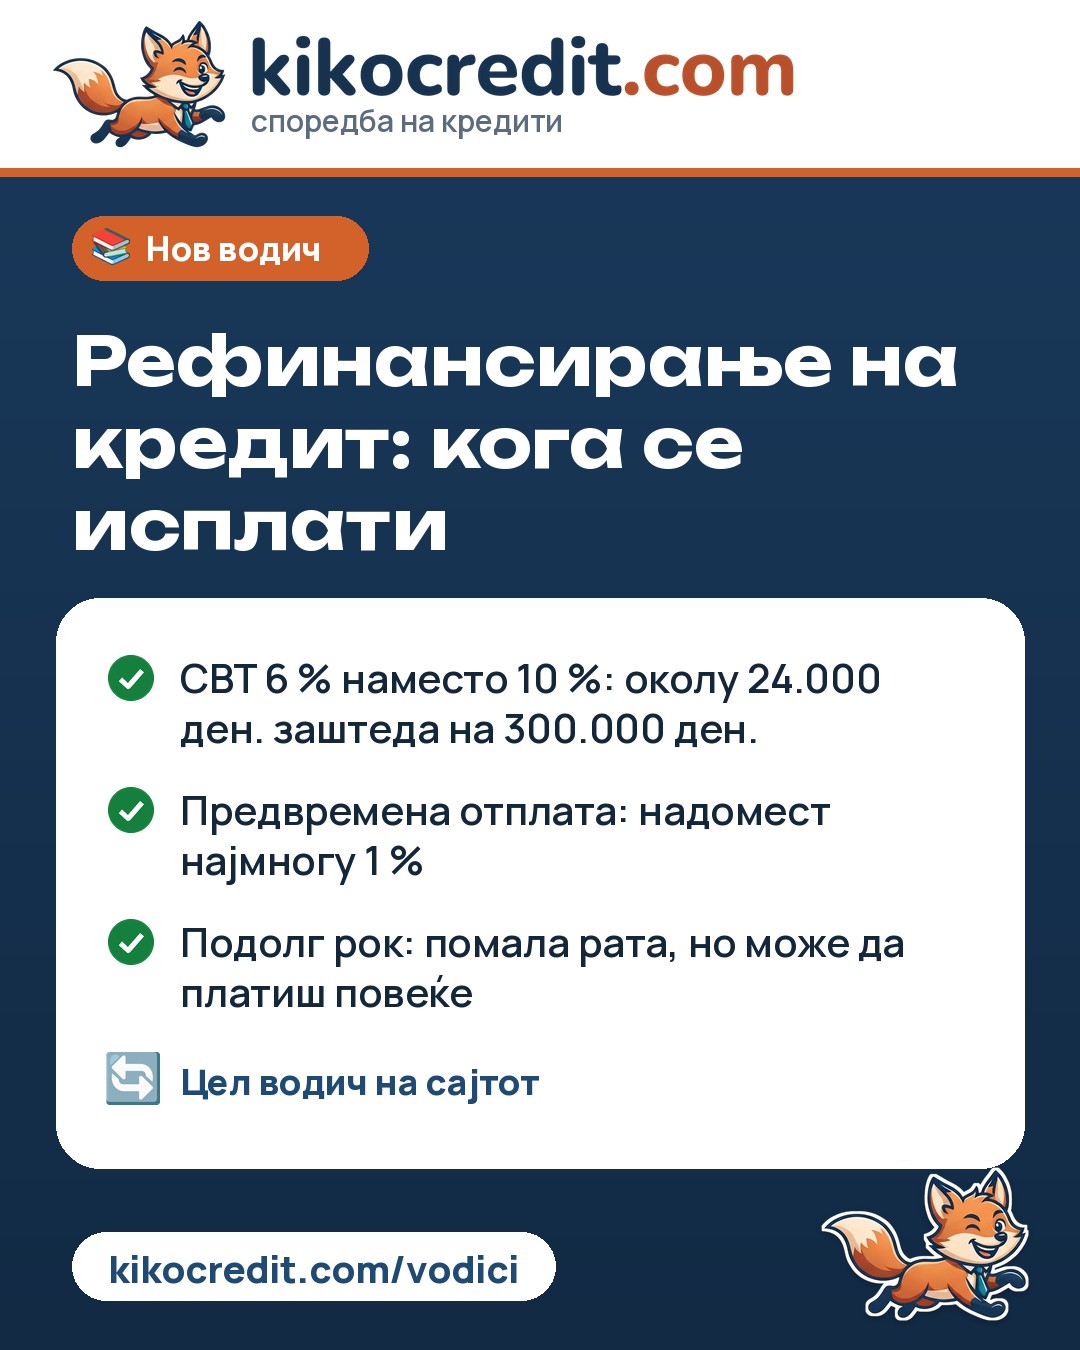 kikocredit.com
споредба на кредити
Нов водич
Рефинансирање на
кредит: кога се
исплати
СВТ 6 % наместо 10 %: околу 24.000
ден. заштеда на 300.000 ден.
Предвремена отплата: надомест
најмногу 1 %
Подолг рок: помала рата, но може да
платиш повеќе
Цел водич на сајтот
kikocredit.com/vodici